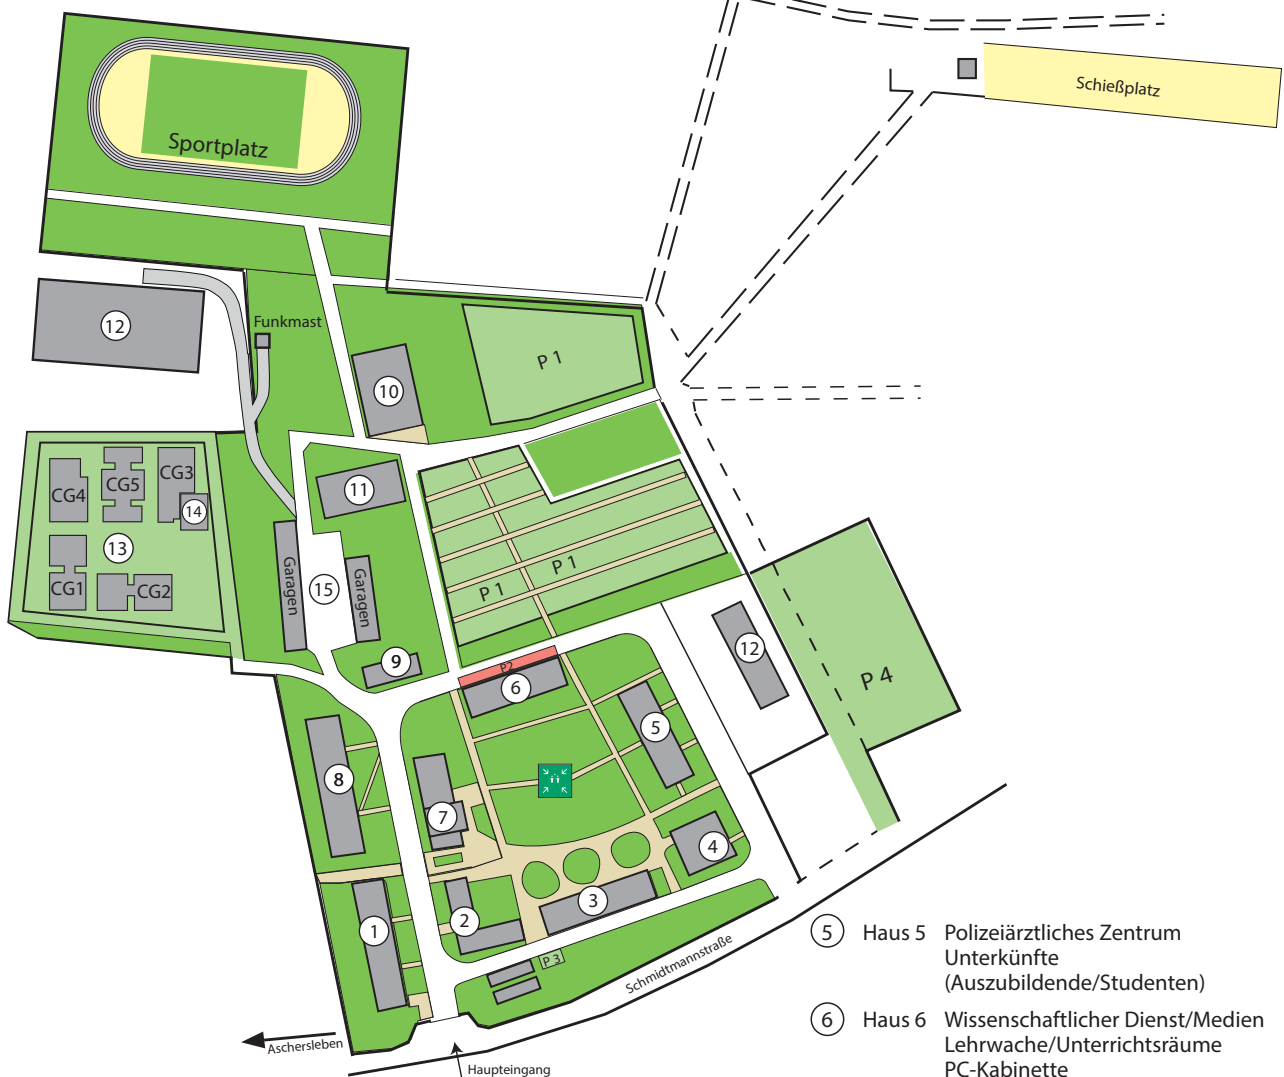 Schießplatz
Sportplatz
12
Funkmast
P 1
10
CG3
CG5
CG4
11
14
13
P 1
P 1
Garagen
Garagen
15
CG1
CG2
12
9
P2
6
P 4
5
8
7
4
3
2
1
P 3
Schmidtmannstraße
Aschersleben
Haupteingang
5 Haus 5 Polizeiärztliches Zentrum
Unterkünfte
(Auszubildende/Studenten)
6 Haus 6 Wissenschaftlicher Dienst/Medien
Lehrwache/Unterrichtsräume
PC-Kabinette